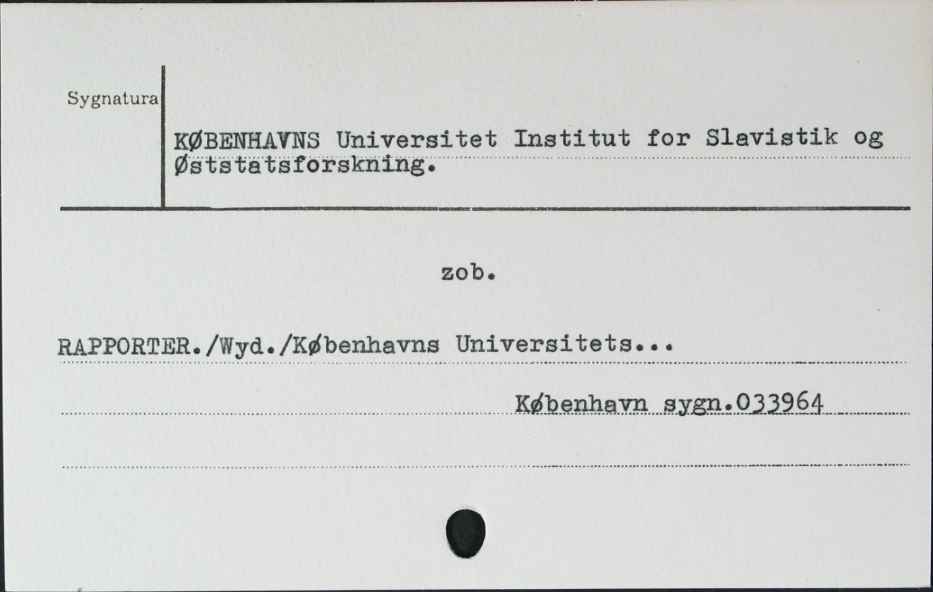 Sygnatura
KØBENHAVNS Universitet Institut for Slavistik og
Øststatsforskning.
zob.
RAPPORTER./Wyd./Københavns Universitets...
København sygn.033964